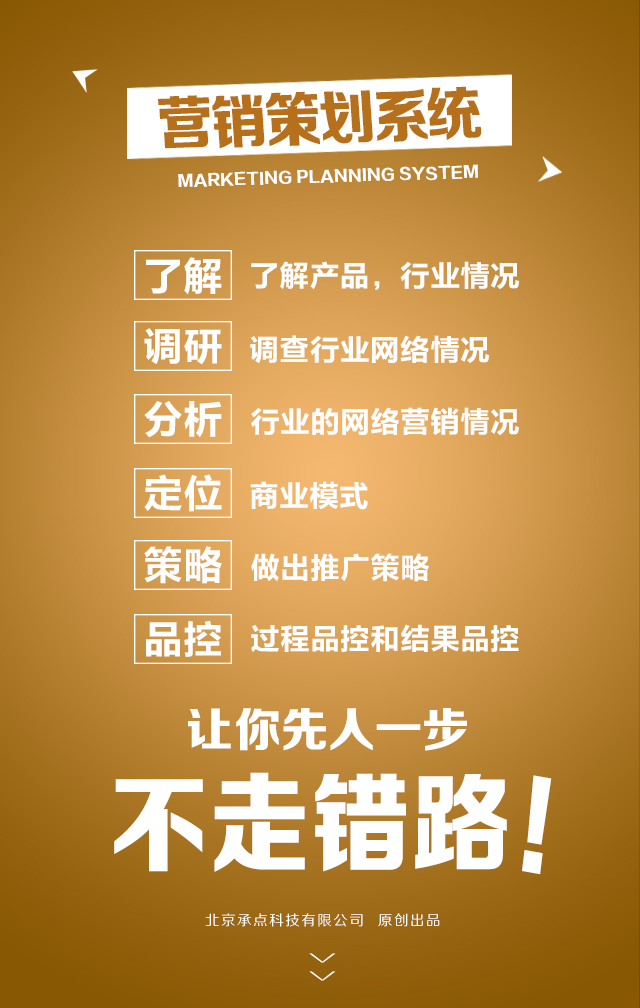 营销策划系统
MARKETING PLANNING SYSTEM
了解 了解产品，行业情况
调研 调查行业网络情况
分析 行业的网络营销情况
定位 商业模式
策略 做出推广策略
品控 过程品控和结果品控
让你先人一步
不走错路！
北京承点科技有限公司 原创出品